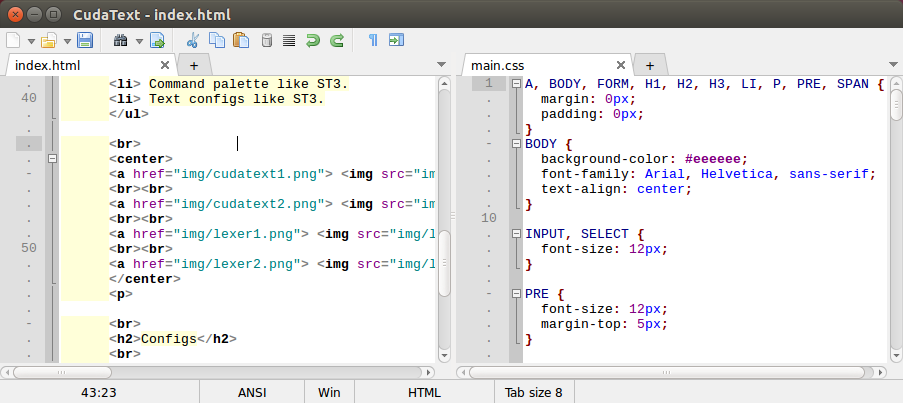 CudaText - index.html
index.html
+
. <li> Command palette like ST3.
40 <li> Text configs like ST3.
. </ul>
.
- <br>
. <center>
- <a href="img/cudatext1.png"> <img src="im
. <br><br>
. <a href="img/cudatext2.png"> <img src="im
. <br><br>
. <a href="img/lexer1.png"> <img src="img/l
50 <br><br>
. <a href="img/lexer2.png"> <img src="img/l
. </center>
. <p>
.
- <br>
. <h2>Configs</h2>
. <br>
main.css
+
1 A, BODY, FORM, H1, H2, H3, LI, P, PRE, SPAN {
. margin: 0px;
. padding: 0px;
. }
- BODY {
. background-color: #eeeeee;
. font-family: Arial, Helvetica, sans-serif;
. text-align: center;
. }
10
. INPUT, SELECT {
. font-size: 12px;
. }
.
- PRE {
. font-size: 12px;
. margin-top: 5px;
. }
43:23
ANSI
Win
HTML
Tab size 8